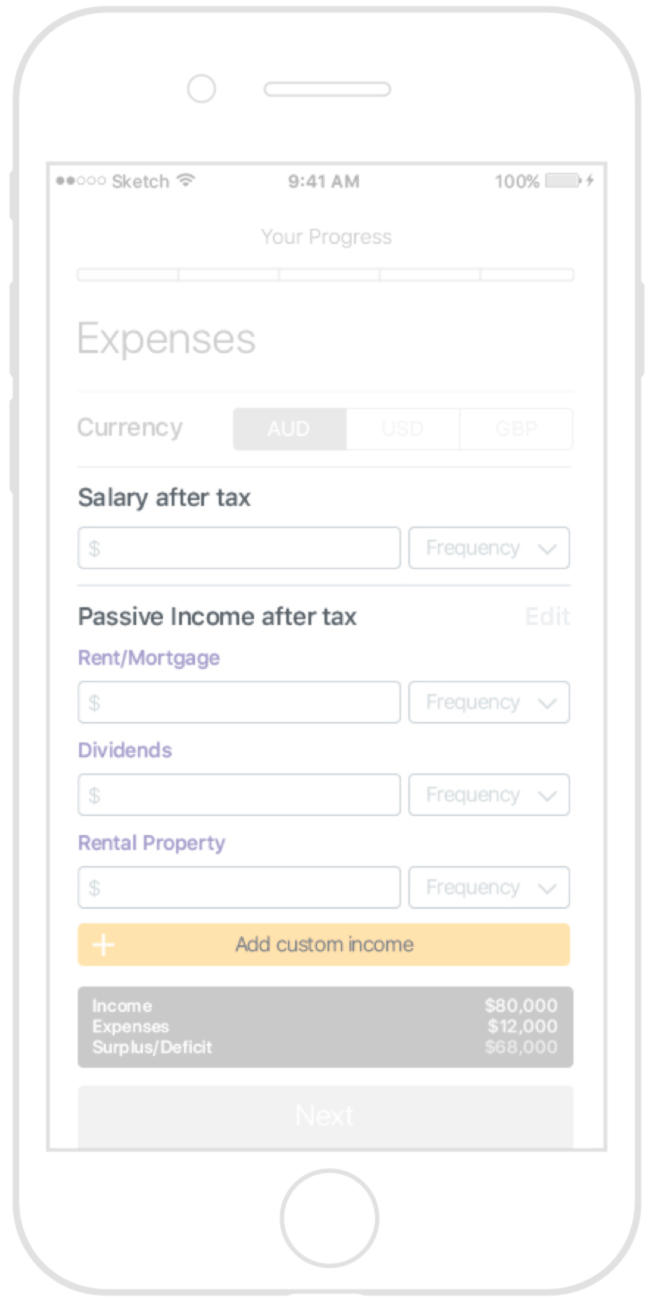 Sketch 9:41 AM 100%
Your Progress
Expenses
Currency AUD USD GBP
Salary after tax
$ Frequency
Passive Income after tax Edit
Rent/Mortgage
$ Frequency
Dividends
$ Frequency
Rental Property
$ Frequency
+ Add custom income
Income $80,000
Expenses $12,000
Surplus/Deficit $68,000
Next